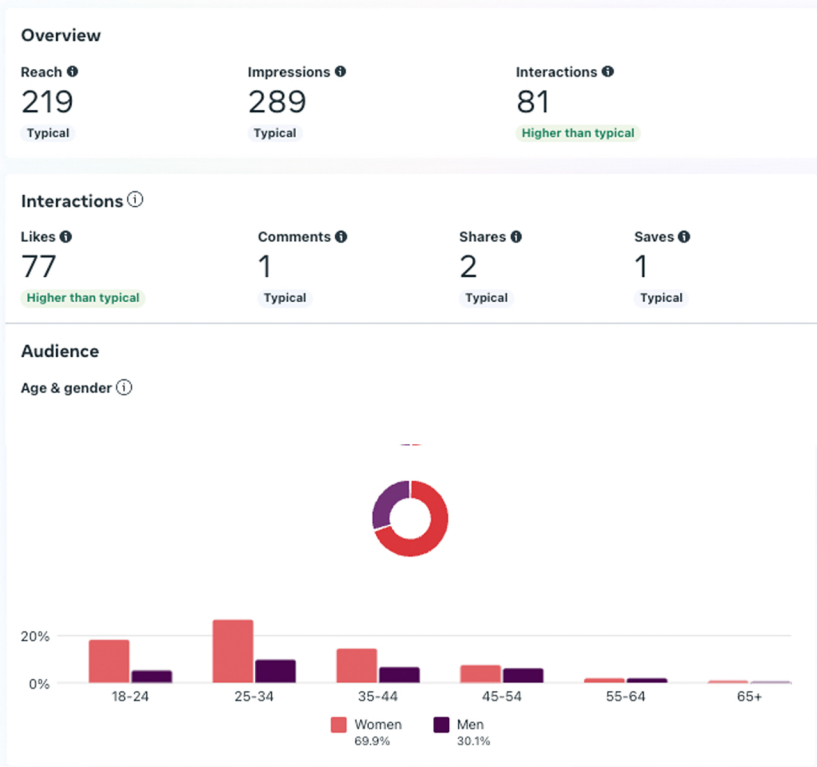 Overview
Reach Impressions Interactions
219 289 81
Typical Typical Higher than typical
Interactions
Likes Comments Shares Saves
77 1 2 1
Higher than typical Typical Typical Typical
Audience
Age & gender
20%
0%
18-24 25-34 35-44 45-54 55-64 65+
Women Men
69.9% 30.1%